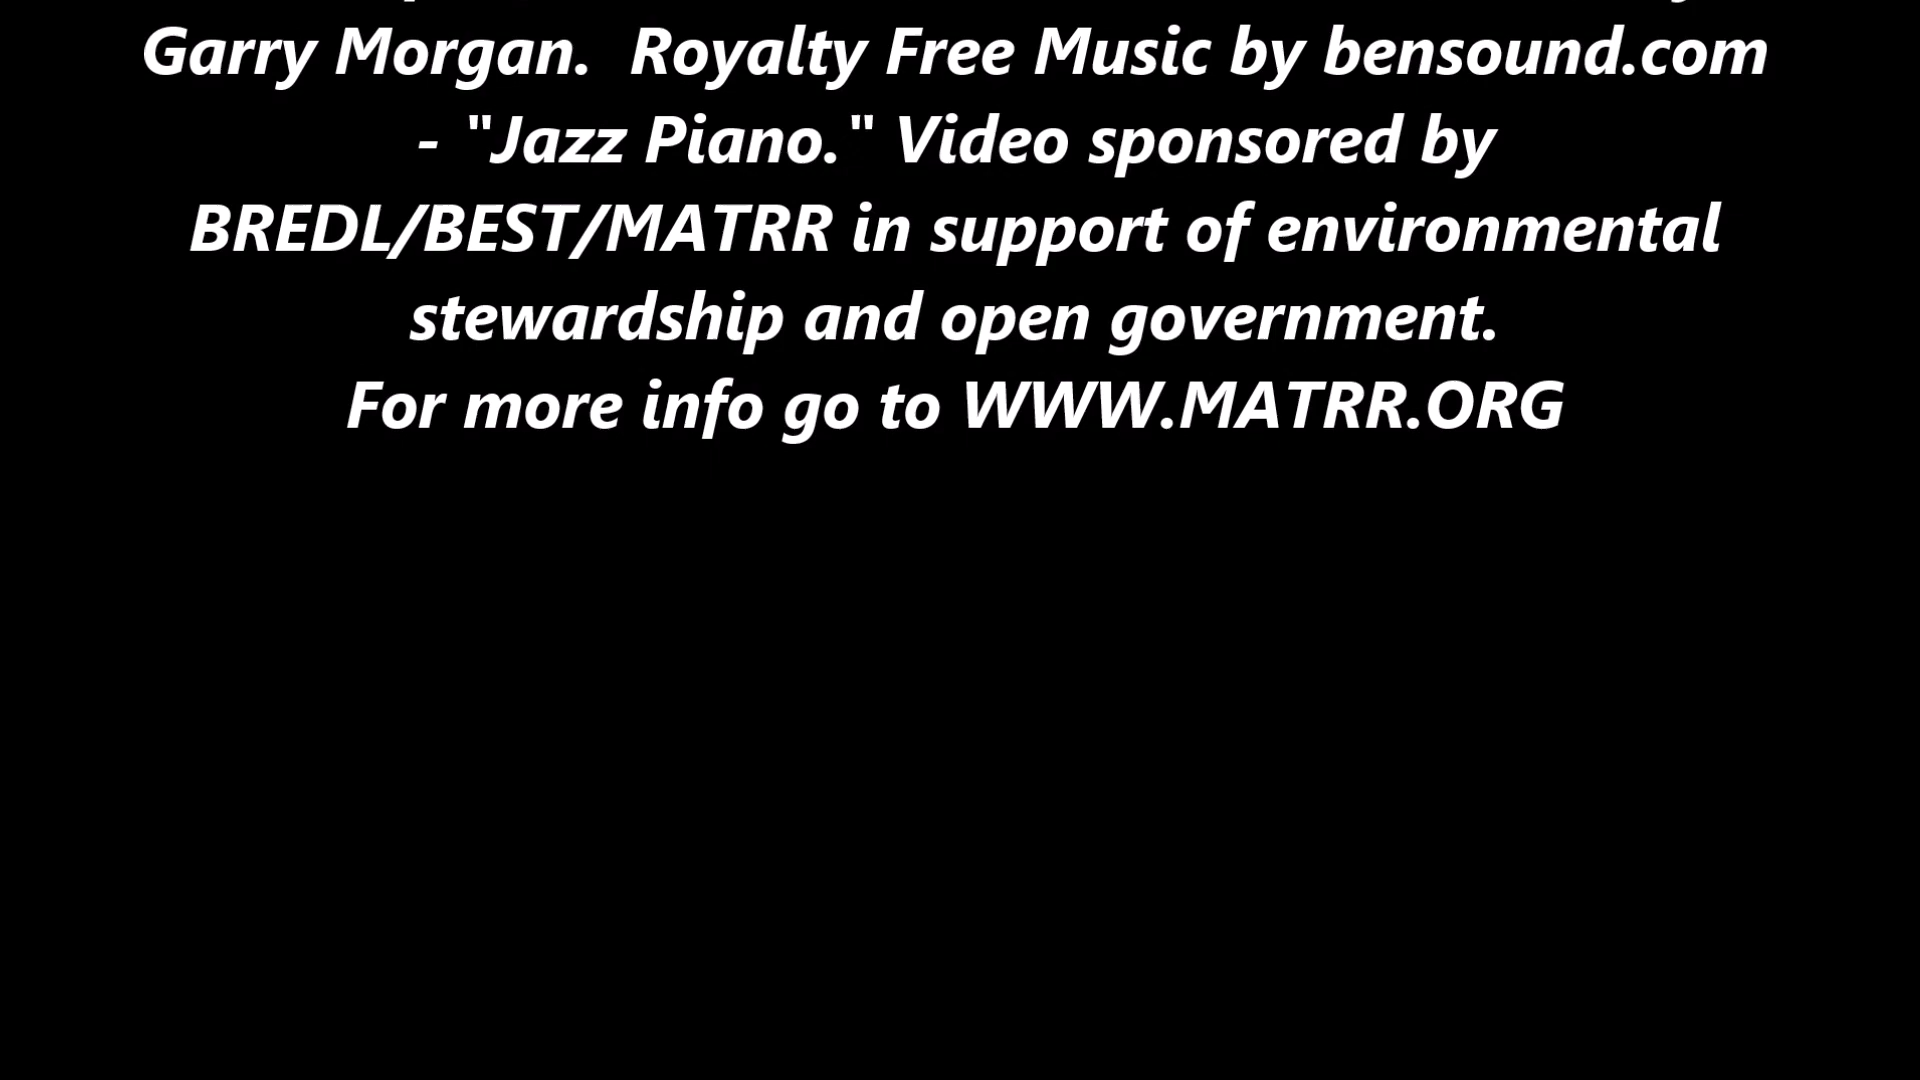 Garry Morgan.  Royalty Free Music by bensound.com
- "Jazz Piano." Video sponsored by
BREDL/BEST/MATRR in support of environmental
stewardship and open government.
For more info go to WWW.MATRR.ORG